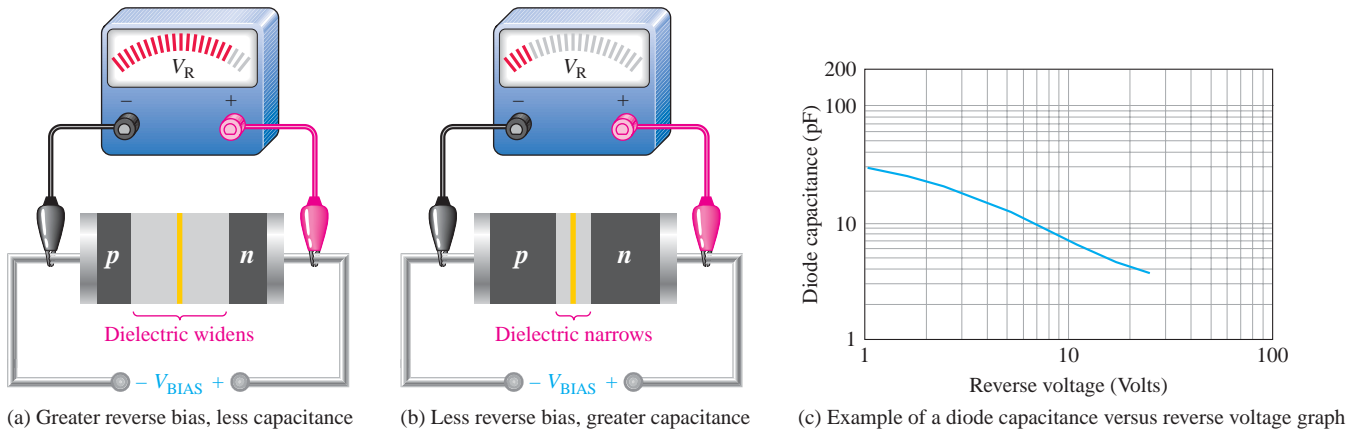 V_R
– +
p n
Dielectric widens
– V_BIAS +
(a) Greater reverse bias, less capacitance
V_R
– +
p n
Dielectric narrows
– V_BIAS +
(b) Less reverse bias, greater capacitance
Diode capacitance (pF)
200
100
10
1
1 10 100
Reverse voltage (Volts)
(c) Example of a diode capacitance versus reverse voltage graph